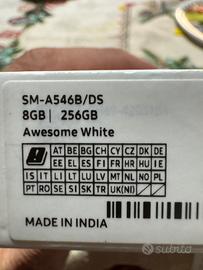 SM-A546B/DS
8GB | 256GB
Awesome White
AT BE BG CH CY CZ DK DE
EE EL ES FI FR HR HU IE
IS IT LI LT LU LV MT NL NO PL
PT RO SE SI SK TR UK(NI)
MADE IN INDIA
subito